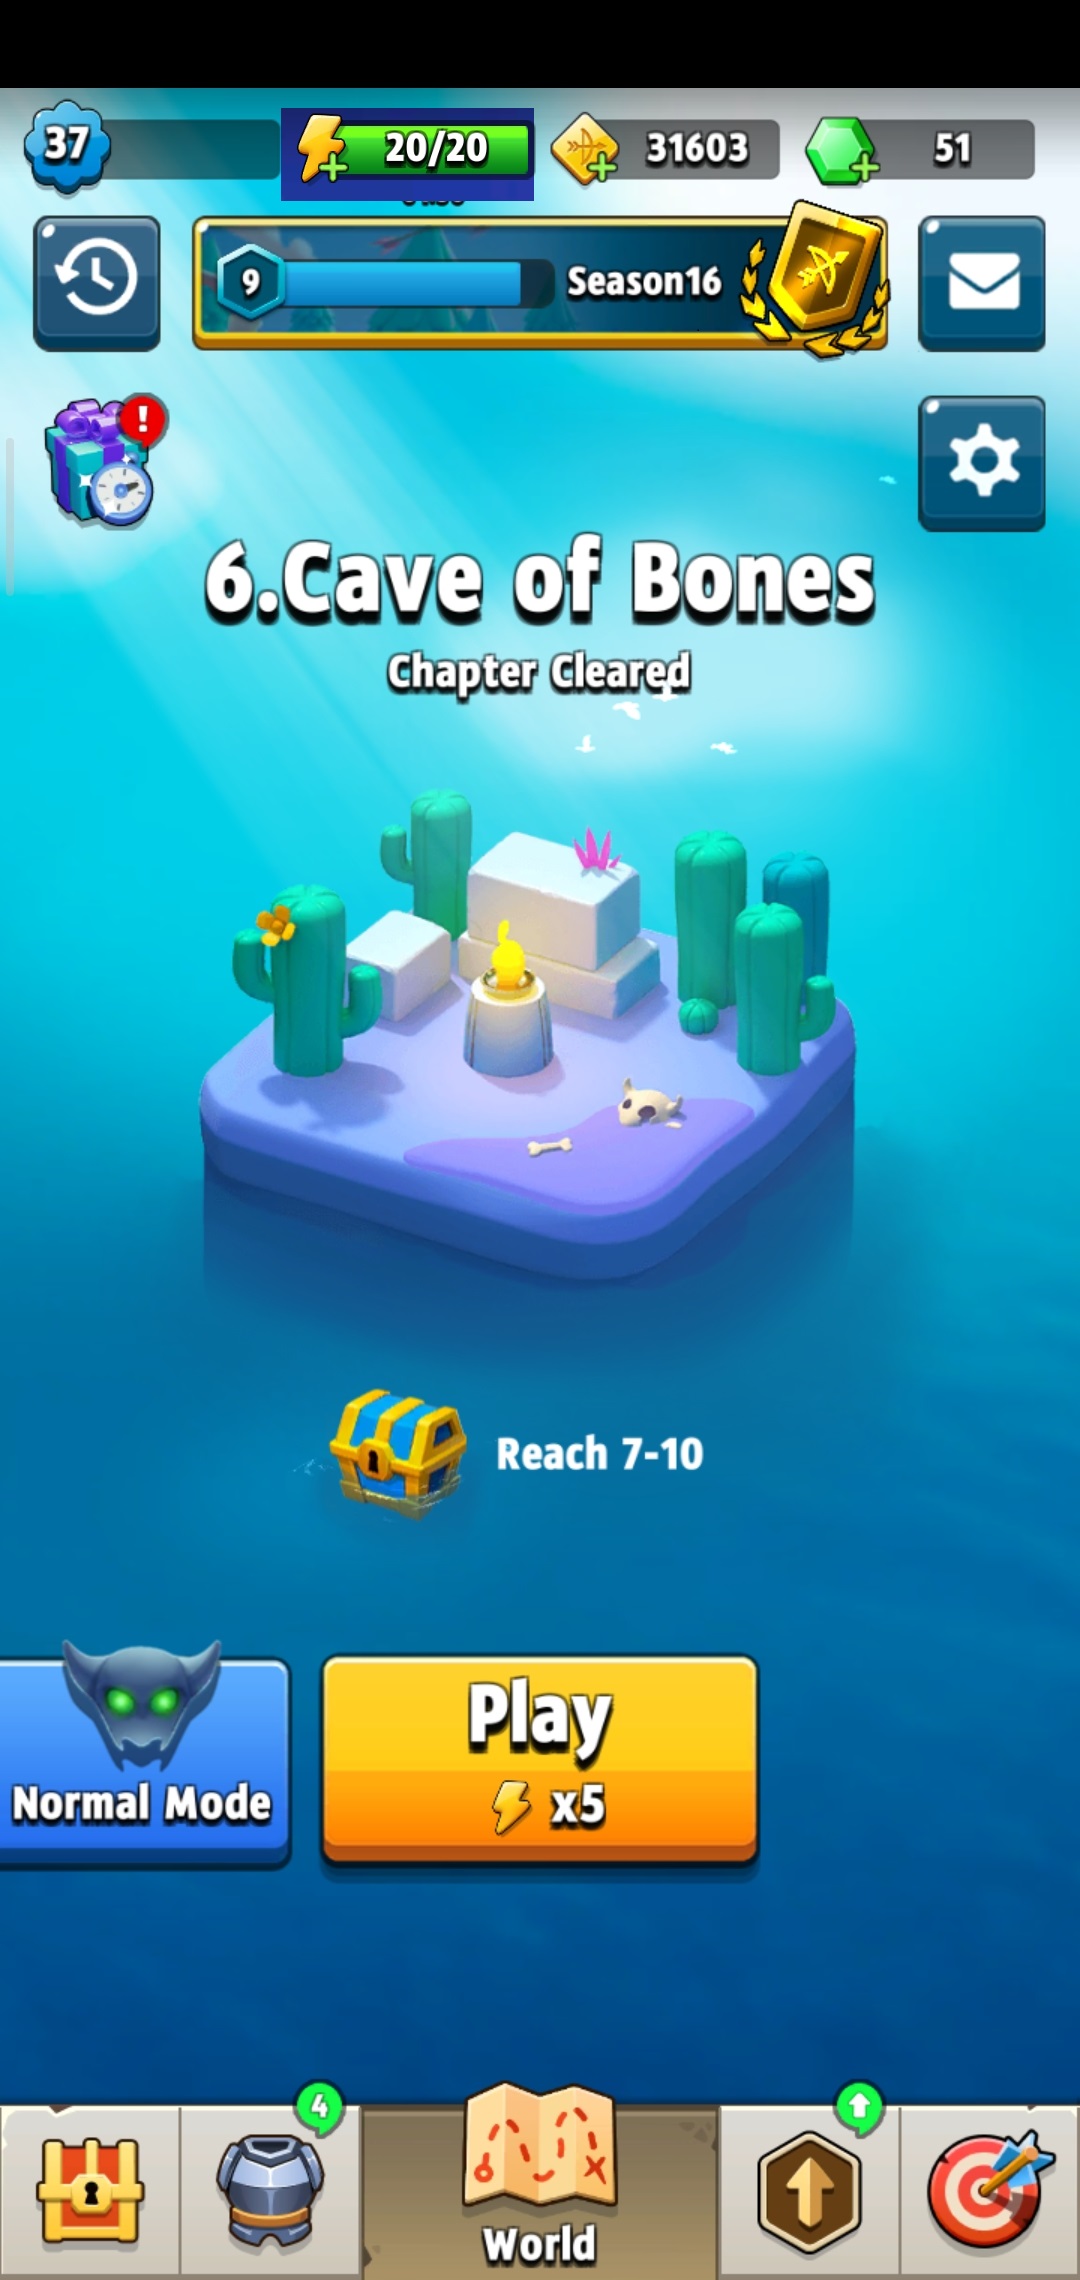 37
20/20
31603
51
9
Season16
!
6.Cave of Bones
Chapter Cleared
Reach 7-10
Play
x5
Normal Mode
4
World